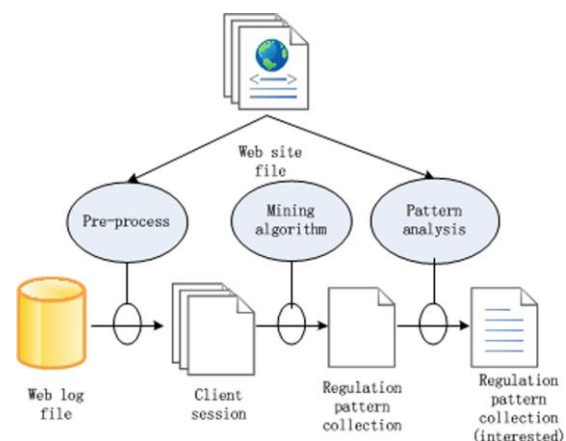 Web site
file
Pre-process
Mining
algorithm
Pattern
analysis
Web log
file
Client
session
Regulation
pattern
collection
Regulation
pattern
collection
(interested)